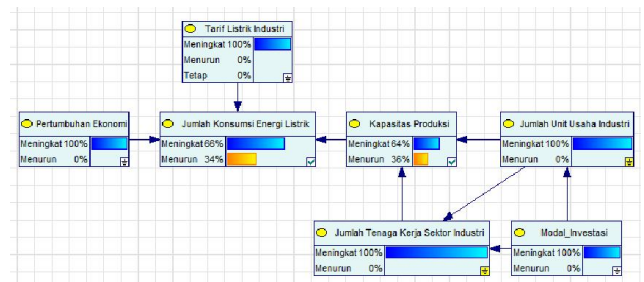 Tarif Listrik Industri
Meningkat 100%
Menurun 0%
Tetap 0%
Pertumbuhan Ekonomi
Meningkat 100%
Menurun 0%
Jumlah Konsumsi Energi Listrik
Meningkat 66%
Menurun 34%
Kapasitas Produksi
Meningkat 64%
Menurun 36%
Jumlah Unit Usaha Industri
Meningkat 100%
Menurun 0%
Jumlah Tenaga Kerja Sektor Industri
Meningkat 100%
Menurun 0%
Modal_Investasi
Meningkat 100%
Menurun 0%